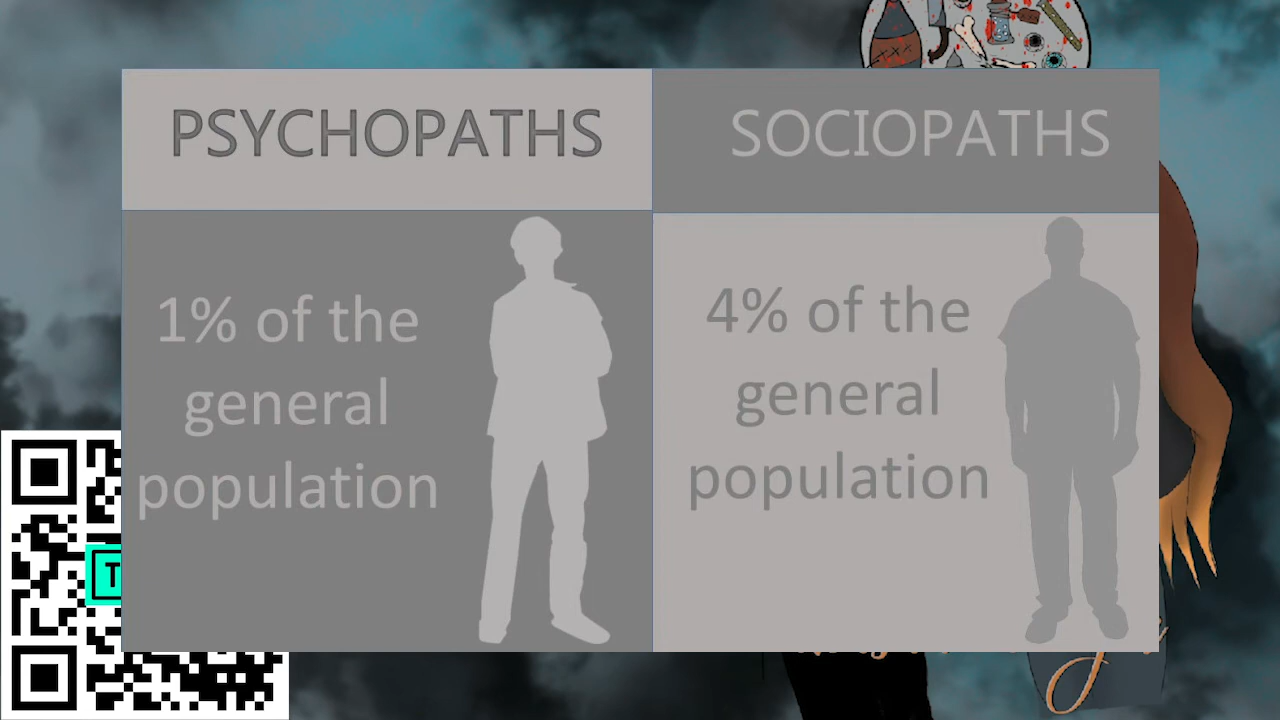 PSYCHOPATHS
SOCIOPATHS
1% of the
general
population
4% of the
general
population
T